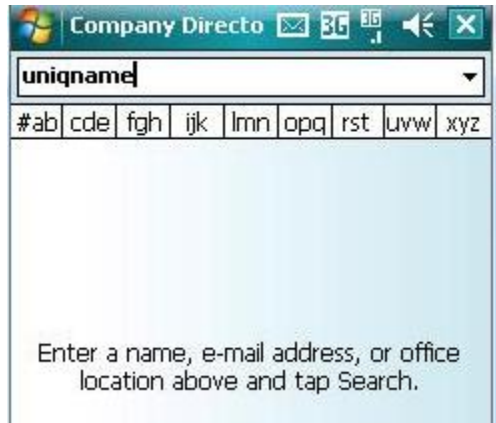 Company Directo 3G 3G
uniqname
#ab cde fgh ijk lmn opq rst uvw xyz
Enter a name, e-mail address, or office
location above and tap Search.